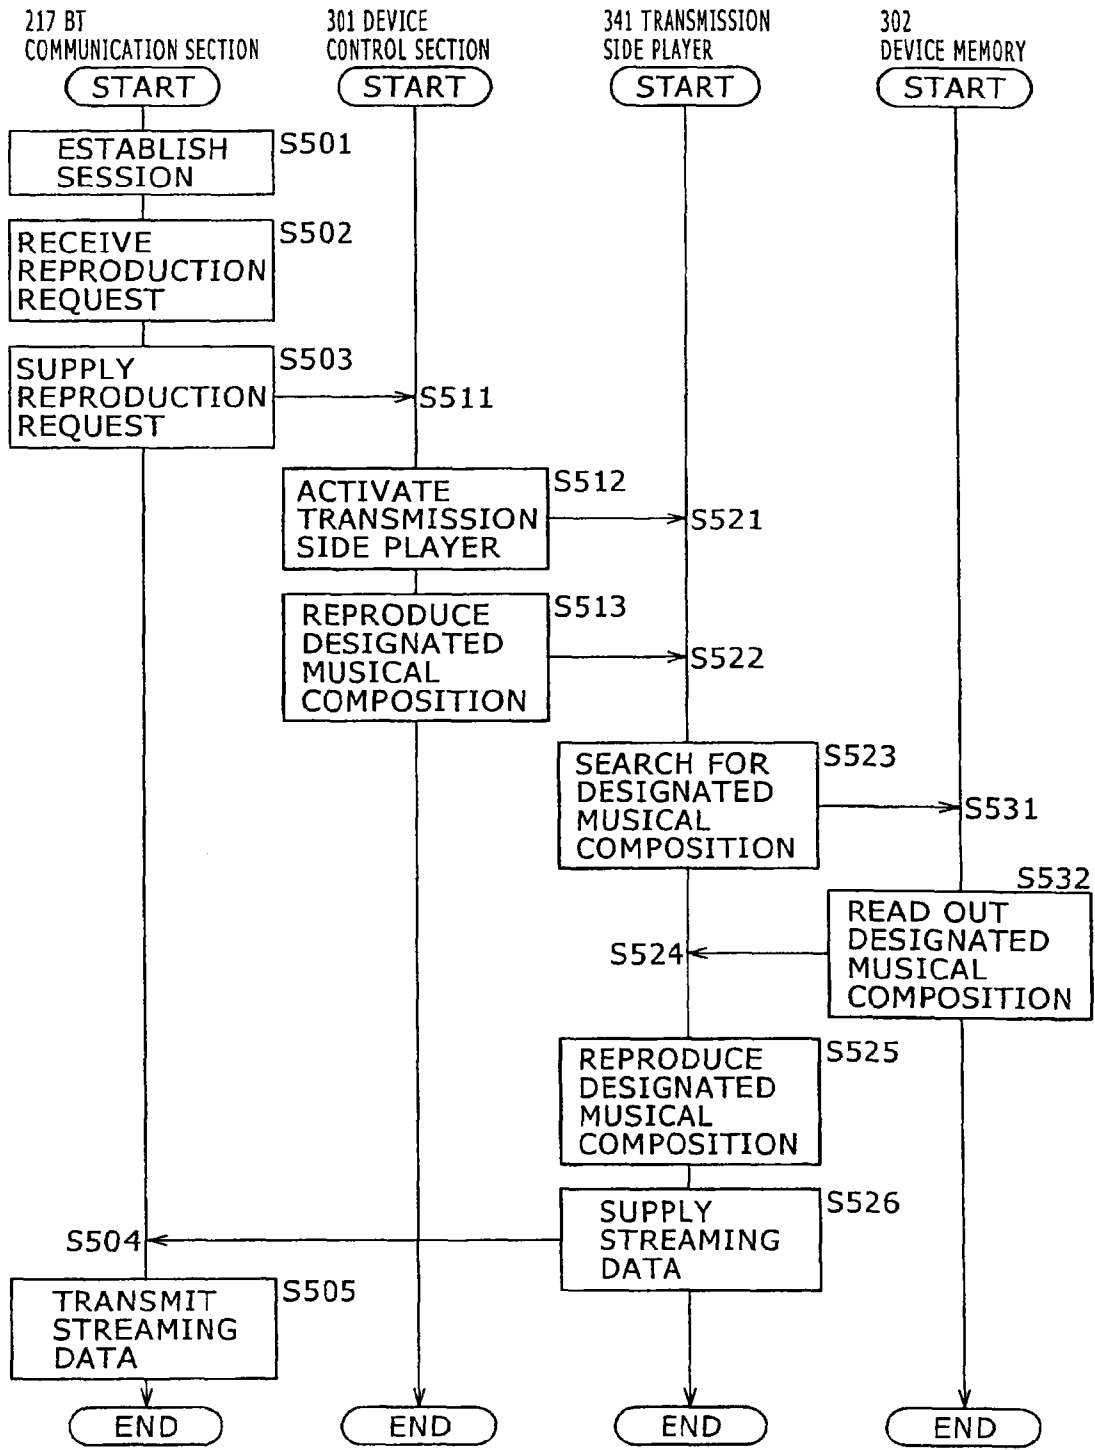 217 BT
COMMUNICATION SECTION
301 DEVICE
CONTROL SECTION
341 TRANSMISSION
SIDE PLAYER
302
DEVICE MEMORY
START
START
START
START
ESTABLISH
SESSION
S501
RECEIVE
REPRODUCTION
REQUEST
S502
SUPPLY
REPRODUCTION
REQUEST
S503
S511
ACTIVATE
TRANSMISSION
SIDE PLAYER
S512
S521
REPRODUCE
DESIGNATED
MUSICAL
COMPOSITION
S513
S522
SEARCH FOR
DESIGNATED
MUSICAL
COMPOSITION
S523
S531
S532
READ OUT
DESIGNATED
MUSICAL
COMPOSITION
S524
REPRODUCE
DESIGNATED
MUSICAL
COMPOSITION
S525
SUPPLY
STREAMING
DATA
S526
S504
TRANSMIT
STREAMING
DATA
S505
END
END
END
END